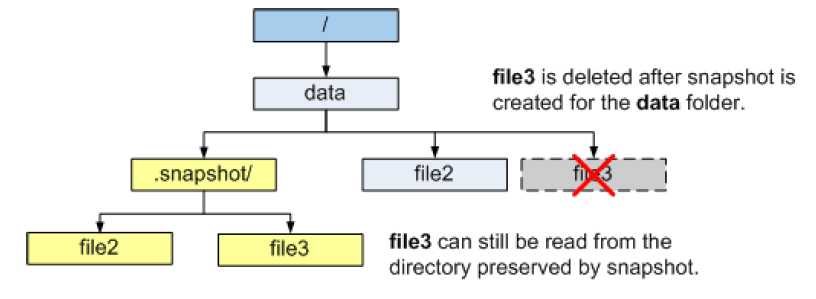 /
data
file3 is deleted after snapshot is
created for the data folder.
.snapshot/
file2
file3
file2
file3
file3 can still be read from the
directory preserved by snapshot.